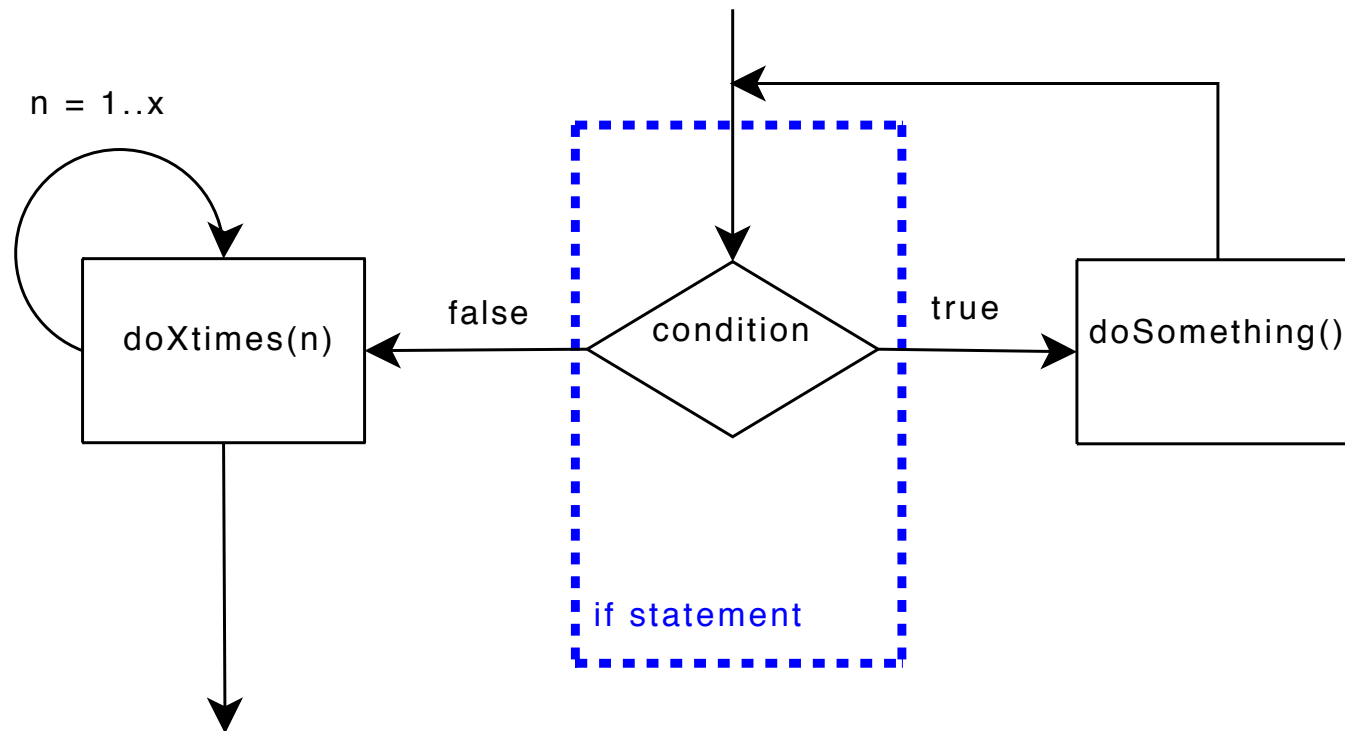 n = 1..x
false
condition
true
doXtimes(n)
doSomething()
if statement